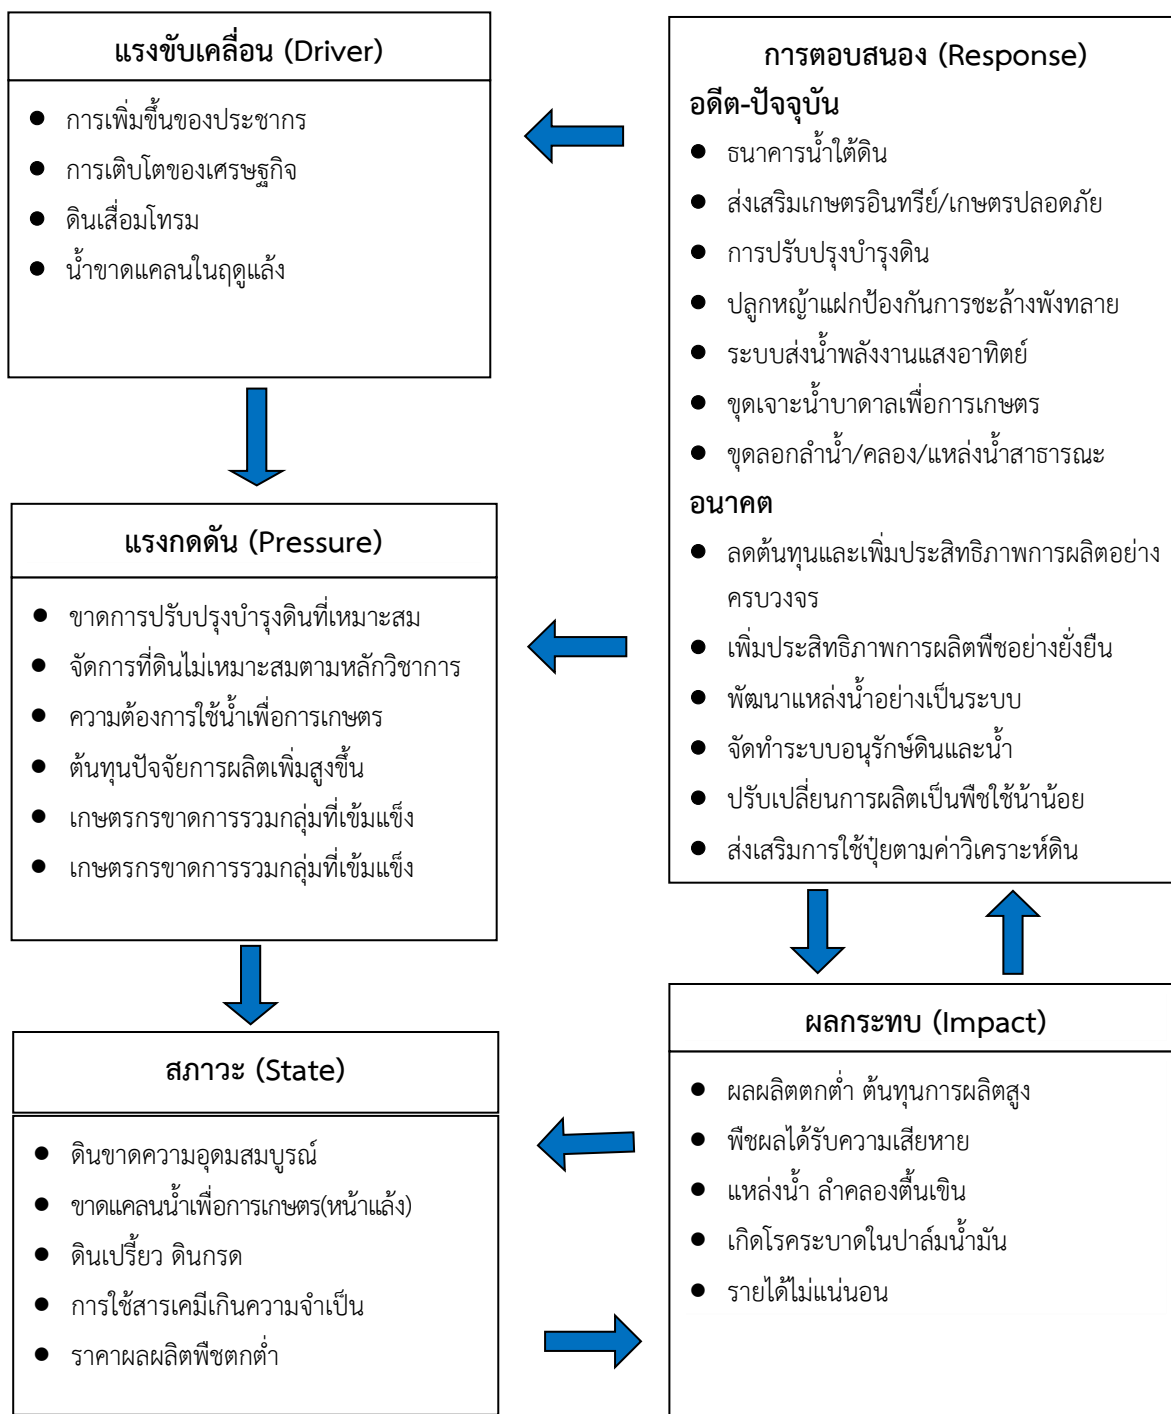 แรงขับเคลื่อน (Driver)
● การเพิ่มขึ้นของประชากร
● การเติบโตของเศรษฐกิจ
● ดินเสื่อมโทรม
● น้ำขาดแคลนในฤดูแล้ง
แรงกดดัน (Pressure)
● ขาดการปรับปรุงบำรุงดินที่เหมาะสม
● จัดการที่ดินไม่เหมาะสมตามหลักวิชาการ
● ความต้องการใช้น้ำเพื่อการเกษตร
● ต้นทุนปัจจัยการผลิตเพิ่มสูงขึ้น
● เกษตรกรขาดการรวมกลุ่มที่เข้มแข็ง
● เกษตรกรขาดการรวมกลุ่มที่เข้มแข็ง
สภาวะ (State)
● ดินขาดความอุดมสมบูรณ์
● ขาดแคลนน้ำเพื่อการเกษตร(หน้าแล้ง)
● ดินเปรี้ยว ดินกรด
● การใช้สารเคมีเกินความจำเป็น
● ราคาผลผลิตพืชตกต่ำ
การตอบสนอง (Response)
อดีต-ปัจจุบัน
● ธนาคารน้ำใต้ดิน
● ส่งเสริมเกษตรอินทรีย์/เกษตรปลอดภัย
● การปรับปรุงบำรุงดิน
● ปลูกหญ้าแฝกป้องกันการชะล้างพังทลาย
● ระบบส่งน้ำพลังงานแสงอาทิตย์
● ขุดเจาะน้ำบาดาลเพื่อการเกษตร
● ขุดลอกลำน้ำ/คลอง/แหล่งน้ำสาธารณะ
อนาคต
● ลดต้นทุนและเพิ่มประสิทธิภาพการผลิตอย่าง
ครบวงจร
● เพิ่มประสิทธิภาพการผลิตพืชอย่างยั่งยืน
● พัฒนาแหล่งน้ำอย่างเป็นระบบ
● จัดทำระบบอนุรักษ์ดินและน้ำ
● ปรับเปลี่ยนการผลิตเป็นพืชใช้น้าน้อย
● ส่งเสริมการใช้ปุ๋ยตามค่าวิเคราะห์ดิน
ผลกระทบ (Impact)
● ผลผลิตตกต่ำ ต้นทุนการผลิตสูง
● พืชผลได้รับความเสียหาย
● แหล่งน้ำ ลำคลองตื้นเขิน
● เกิดโรคระบาดในปาล์มน้ำมัน
● รายได้ไม่แน่นอน